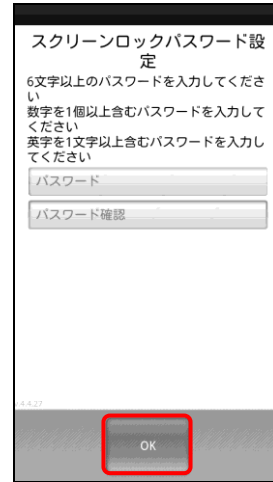 スクリーンロックパスワード設
定
6文字以上のパスワードを入力してくださ
い
数字を1個以上含むパスワードを入力して
ください
英字を1文字以上含むパスワードを入力し
てください
パスワード
パスワード確認
v.4.4.27
OK